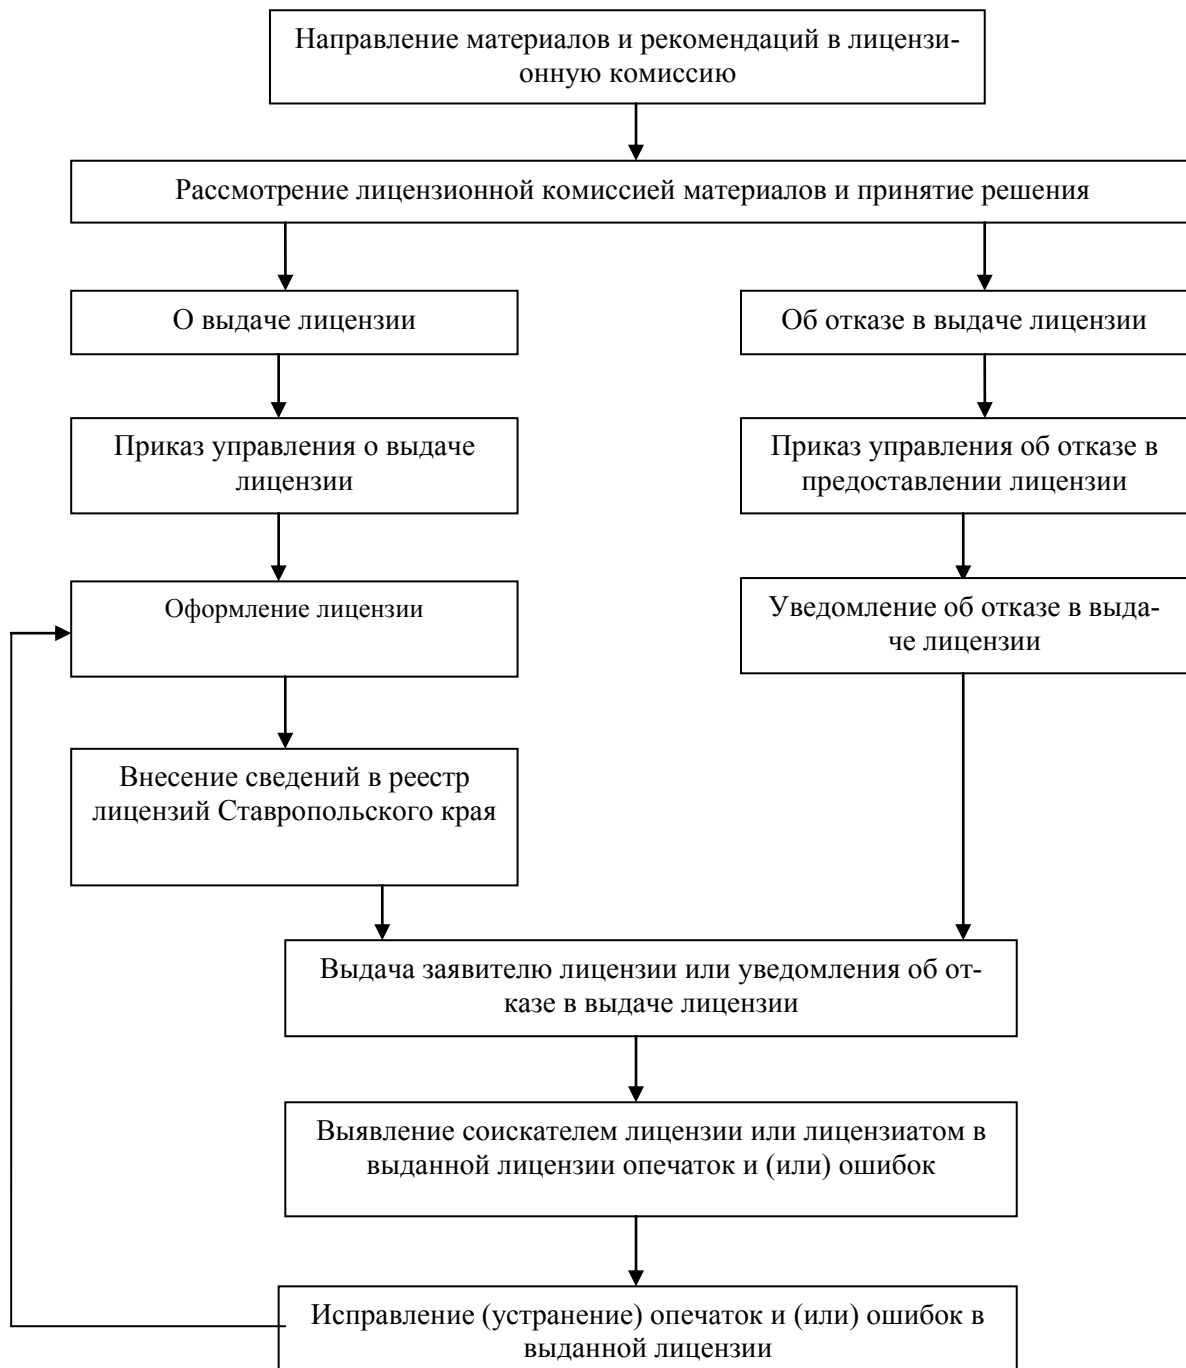 Направление материалов и рекомендаций в лицензи-
онную комиссию
Рассмотрение лицензионной комиссией материалов и принятие решения
О выдаче лицензии
Об отказе в выдаче лицензии
Приказ управления о выдаче
лицензии
Приказ управления об отказе в
предоставлении лицензии
Оформление лицензии
Уведомление об отказе в выда-
че лицензии
Внесение сведений в реестр
лицензий Ставропольского края
Выдача заявителю лицензии или уведомления об от-
казе в выдаче лицензии
Выявление соискателем лицензии или лицензиатом в
выданной лицензии опечаток и (или) ошибок
Исправление (устранение) опечаток и (или) ошибок в
выданной лицензии